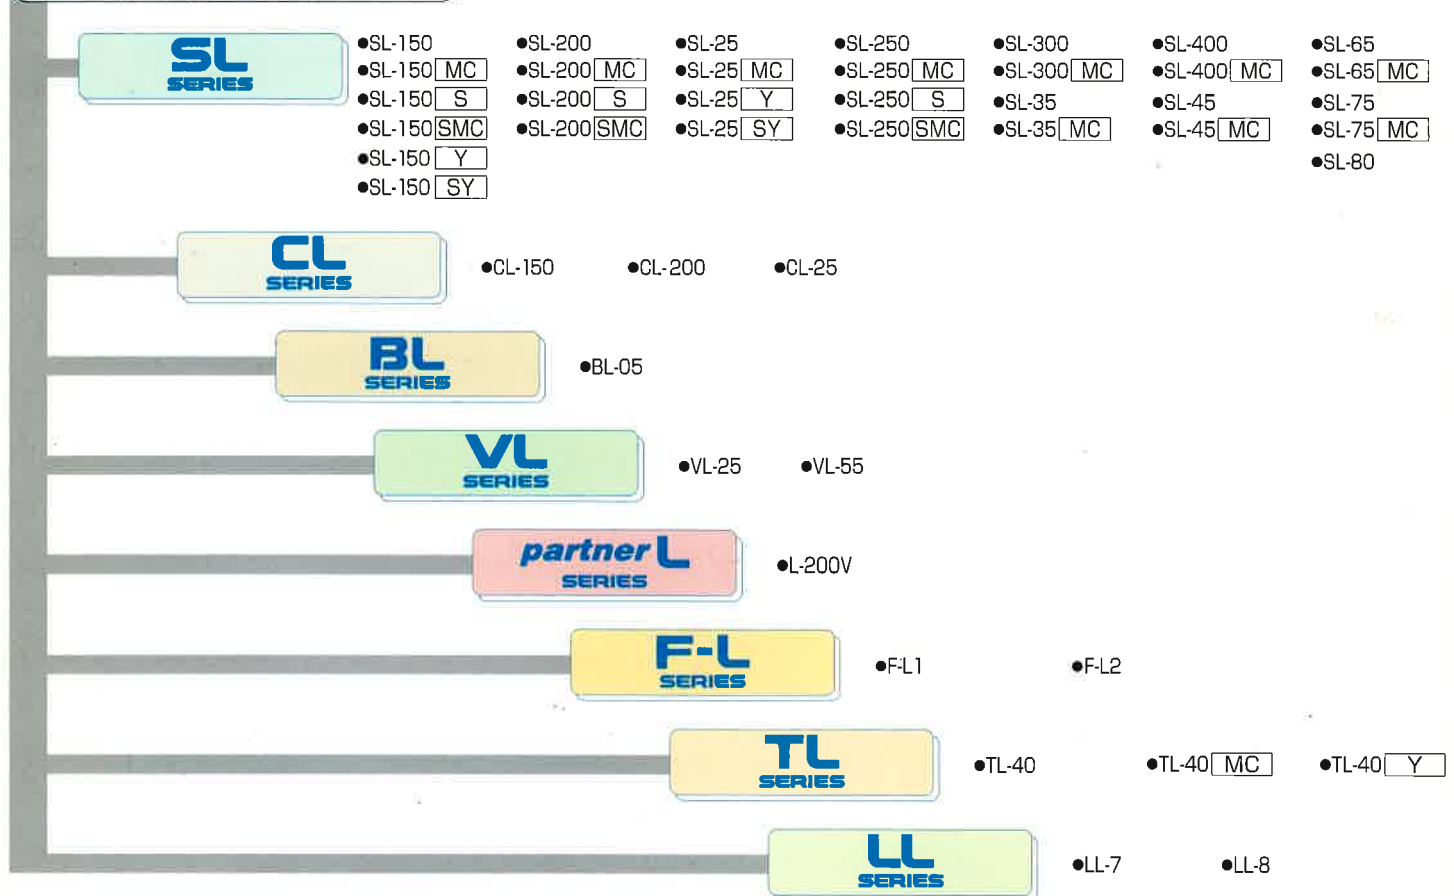 SL
SERIES
●SL-150 ●SL-200 ●SL-25 ●SL-250 ●SL-300 ●SL-400 ●SL-65
●SL-150 MC ●SL-200 MC ●SL-25 MC ●SL-250 MC ●SL-300 MC ●SL-400 MC ●SL-65 MC
●SL-150 S ●SL-200 S ●SL-25 Y ●SL-250 S ●SL-35 ●SL-45 ●SL-75
●SL-150 SMC ●SL-200 SMC ●SL-25 SY ●SL-250 SMC ●SL-35 MC ●SL-45 MC ●SL-75 MC
●SL-150 Y ●SL-80
●SL-150 SY
CL
SERIES
●CL-150 ●CL-200 ●CL-25
BL
SERIES
●BL-05
VL
SERIES
●VL-25 ●VL-55
partner L
SERIES
●L-200V
F-L
SERIES
●F-L1 ●F-L2
TL
SERIES
●TL-40 ●TL-40 MC ●TL-40 Y
LL
SERIES
●LL-7 ●LL-8